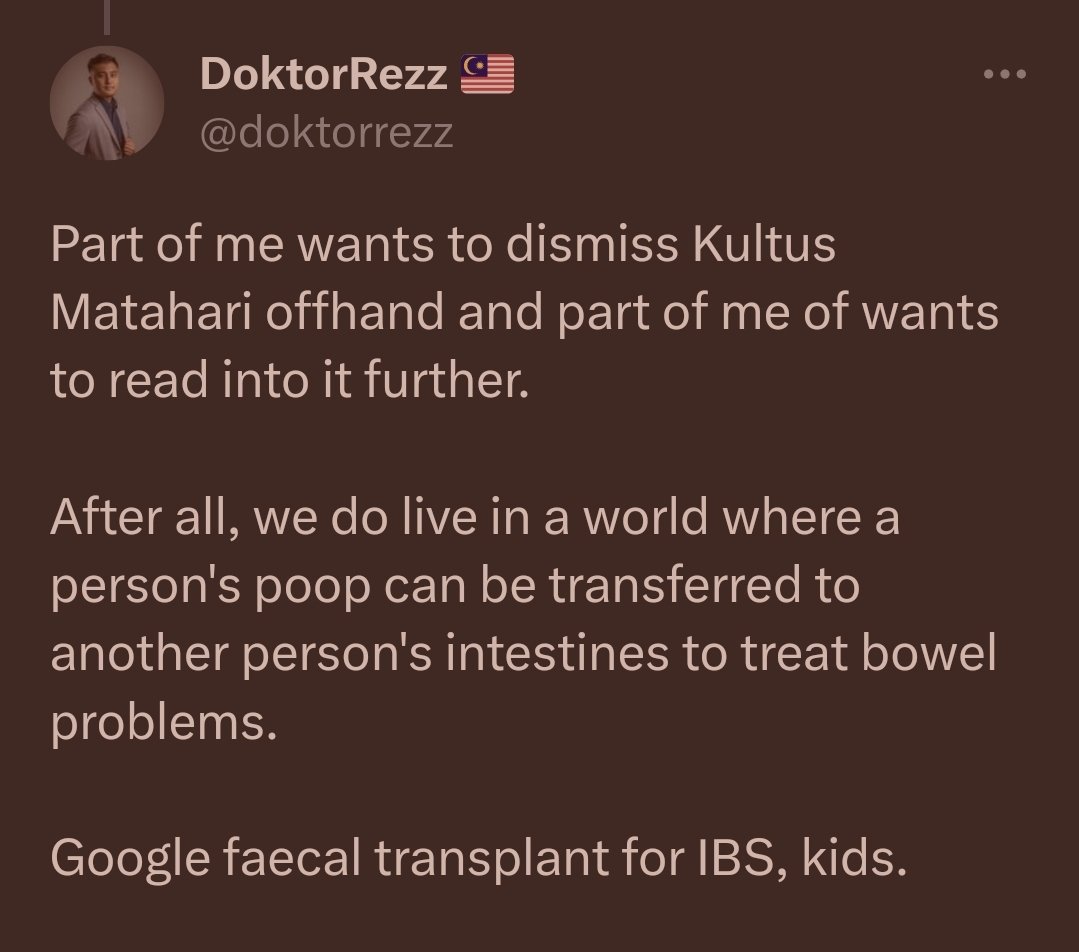 DoktorRezz 🇲🇾
@doktorrezz
Part of me wants to dismiss Kultus
Matahari offhand and part of me of wants
to read into it further.
After all, we do live in a world where a
person's poop can be transferred to
another person's intestines to treat bowel
problems.
Google faecal transplant for IBS, kids.